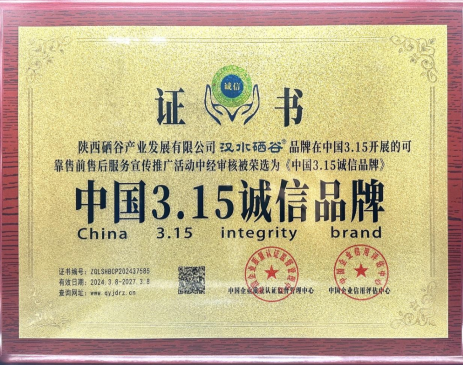 诚信
证书
陕西硒谷产业发展有限公司 汉水硒谷® 品牌在中国3.15开展的可
靠售前售后服务宣传推广活动中经审核被荣选为《中国3.15诚信品牌》
中国3.15诚信品牌
China 3.15 integrity brand
证书编号：ZQLSHBCP202437585
有效日期：2024.3.8-2027.3.8
查询网址：www.qyjdrz.cn
中国企业质量认证监督管理中心
中国企业信用评估中心